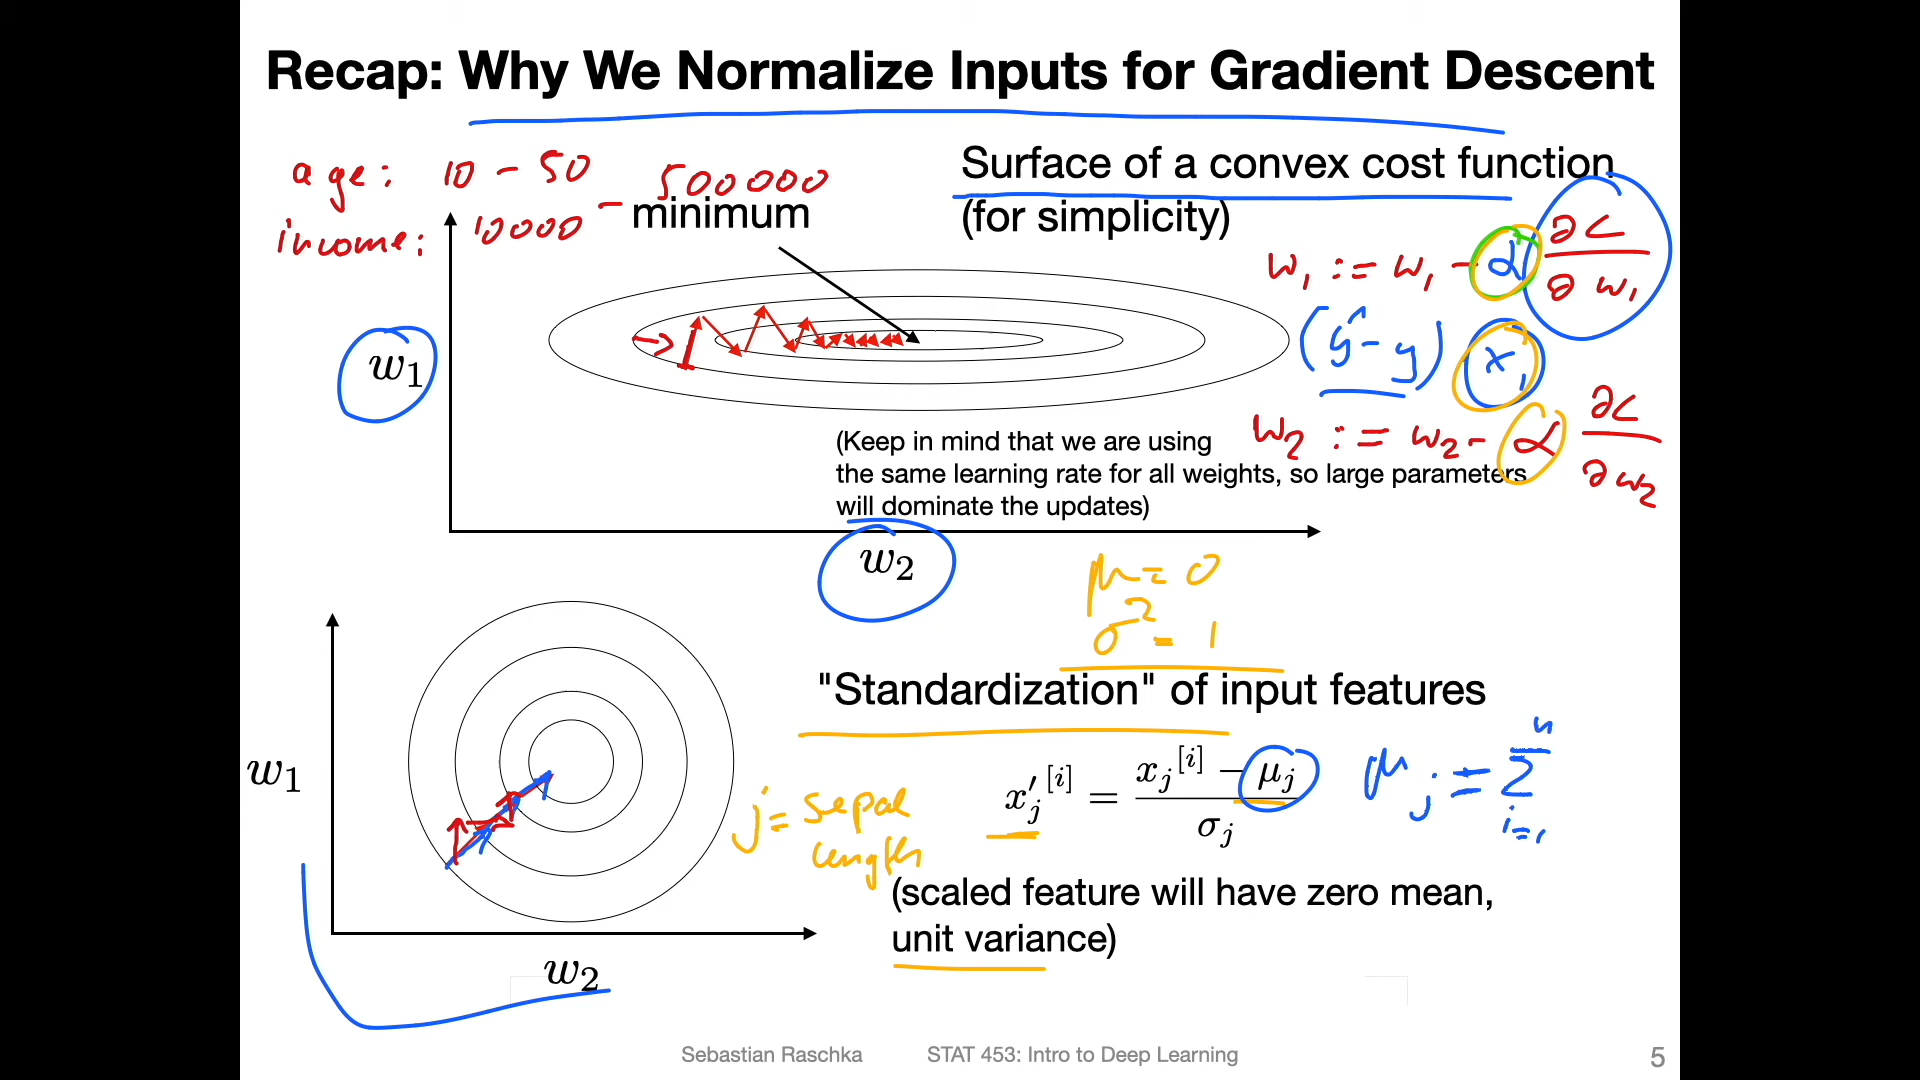 Recap: Why We Normalize Inputs for Gradient Descent
age: 10 - 50
income: 10000 - 500000
minimum
Surface of a convex cost function
(for simplicity)
w₁ := w₁ - α ∂C/∂w₁
(ŷ - y) x₁
w₂ := w₂ - α ∂C/∂w₂
w₁
(Keep in mind that we are using
the same learning rate for all weights, so large parameters
will dominate the updates)
w₂
μ = 0
σ² = 1
"Standardization" of input features
x′ⱼ^[i] = (xⱼ^[i] - μⱼ) / σⱼ
μⱼ = Σ i=1 n
j = sepal
length
(scaled feature will have zero mean,
unit variance)
w₁
w₂
Sebastian Raschka STAT 453: Intro to Deep Learning 5